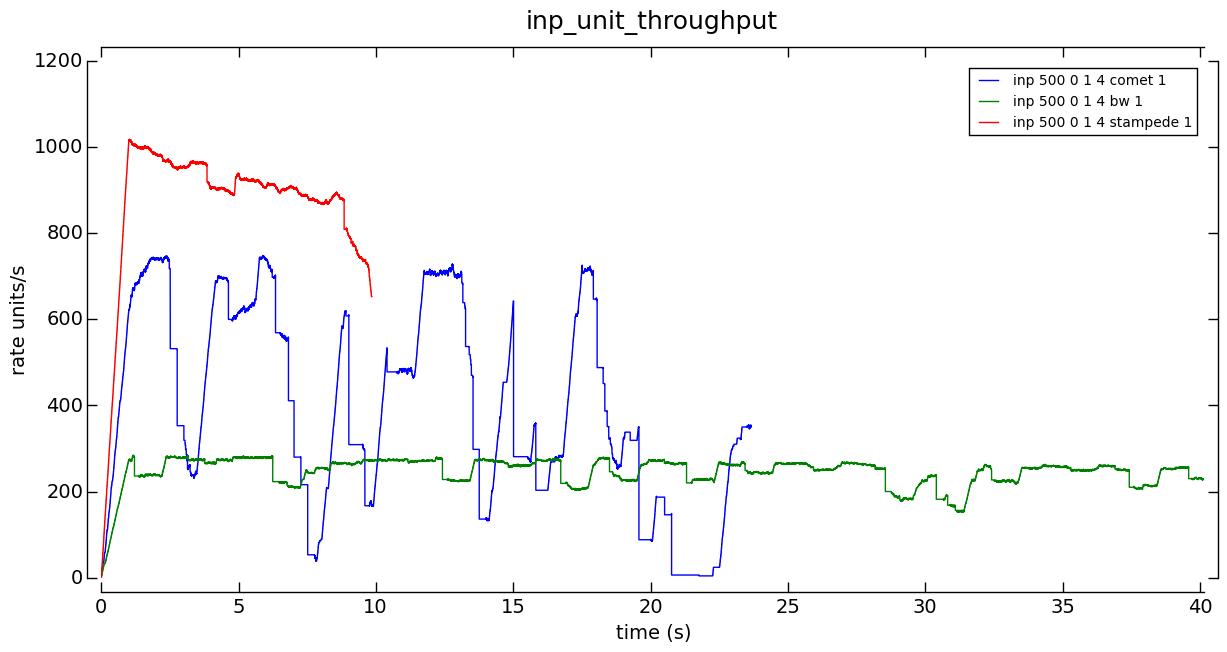 inp_unit_throughput
1200
1000
800
600
400
200
0
rate units/s
inp 500 0 1 4 comet 1
inp 500 0 1 4 bw 1
inp 500 0 1 4 stampede 1
0 5 10 15 20 25 30 35 40
time (s)